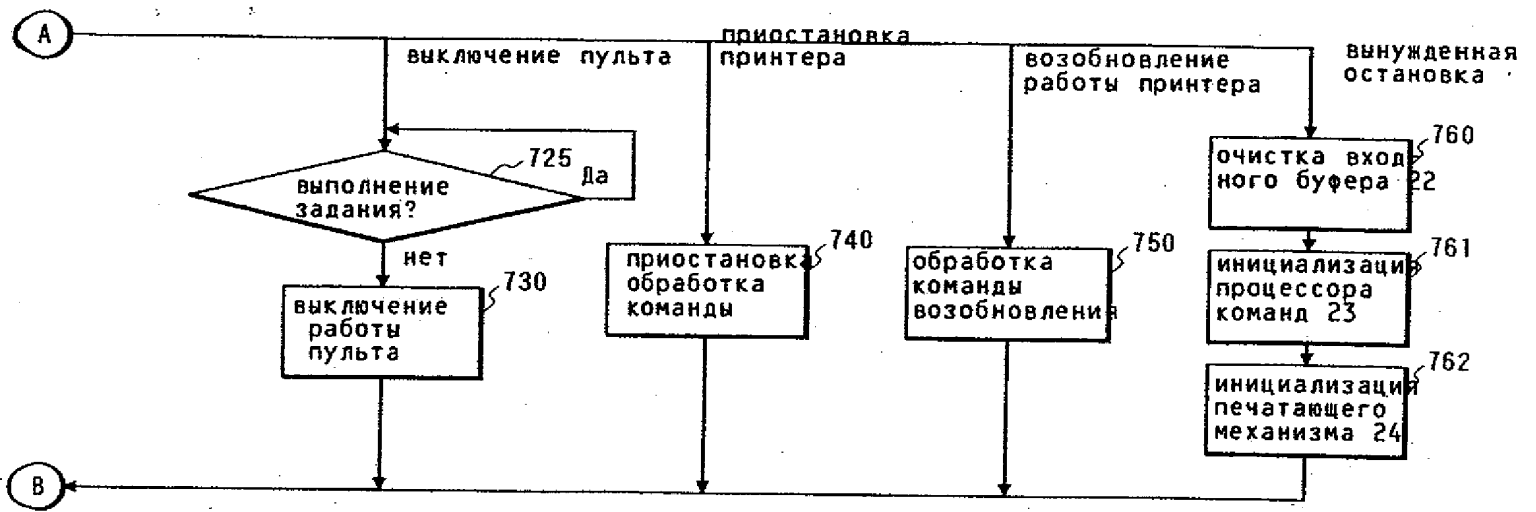 A
выключение пульта
приостановка
принтера
возобновление
работы принтера
вынужденная
остановка
725
Да
выполнение
задания?
нет
730
выключение
работы
пульта
740
приостановка
обработка
команды
750
обработка
команды
возобновления
760
очистка вход
ного буфера 22
761
инициализация
процессора
команд 23
762
инициализация
печатающего
механизма 24
B